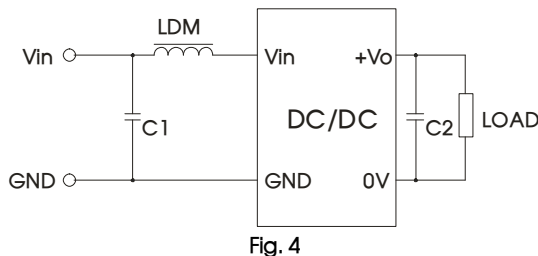 LDM
Vin
Vin
+Vo
C1
DC/DC
C2
LOAD
GND
GND
0V
Fig. 4